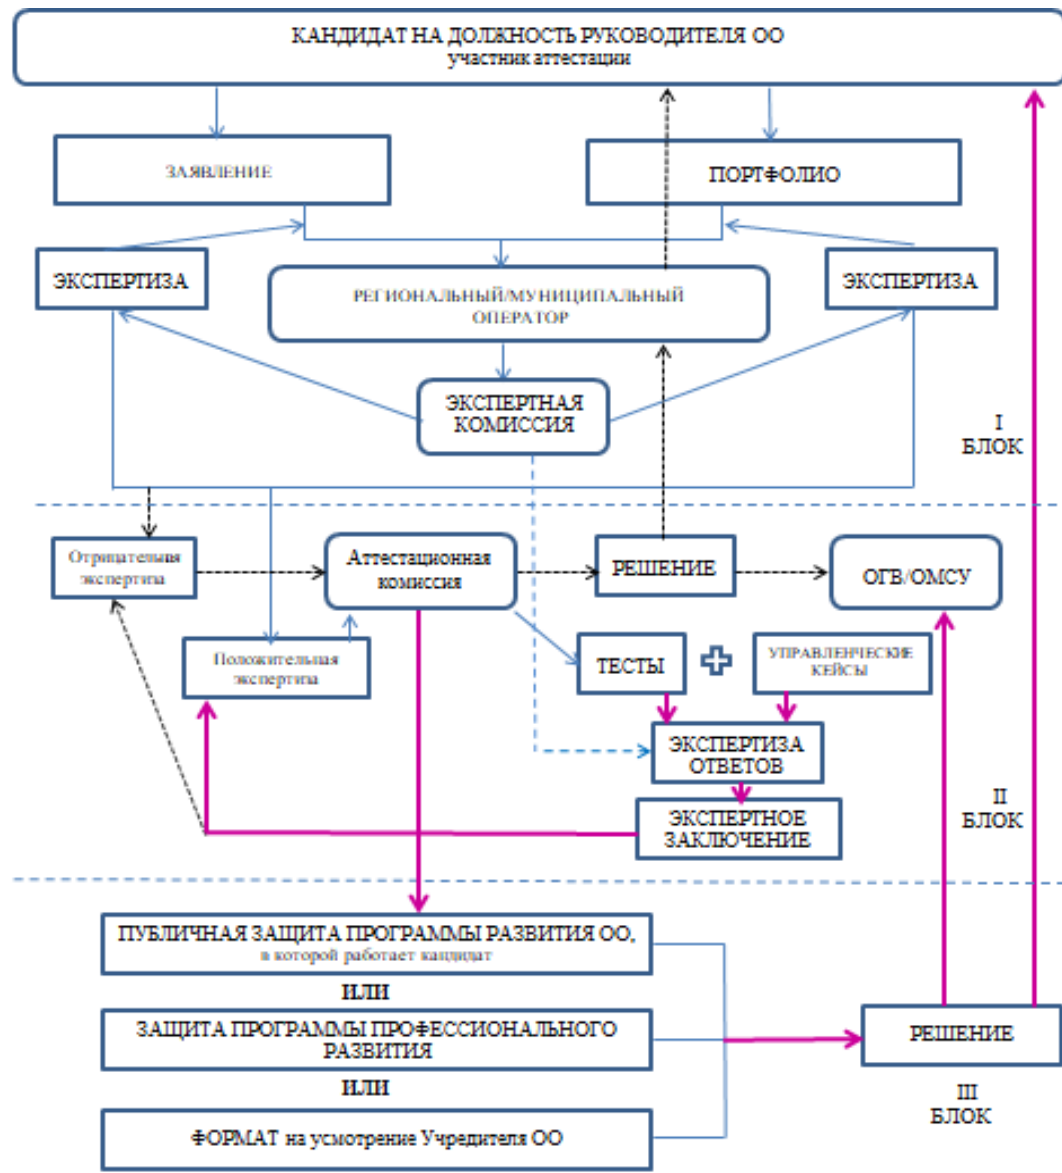 КАНДИДАТ НА ДОЛЖНОСТЬ РУКОВОДИТЕЛЯ ОО
участник аттестации
ЗАЯВЛЕНИЕ
ПОРТФОЛИО
ЭКСПЕРТИЗА
РЕГИОНАЛЬНЫЙ/МУНИЦИПАЛЬНЫЙ
ОПЕРАТОР
ЭКСПЕРТИЗА
ЭКСПЕРТНАЯ
КОМИССИЯ
I
БЛОК
Отрицательная
экспертиза
Аттестационная
комиссия
РЕШЕНИЕ
ОГВ/ОМСУ
Положительная
экспертиза
ТЕСТЫ
УПРАВЛЕНЧЕСКИЕ
КЕЙСЫ
ЭКСПЕРТИЗА
ОТВЕТОВ
ЭКСПЕРТНОЕ
ЗАКЛЮЧЕНИЕ
II
БЛОК
ПУБЛИЧНАЯ ЗАЩИТА ПРОГРАММЫ РАЗВИТИЯ ОО,
в которой работает кандидат
ИЛИ
ЗАЩИТА ПРОГРАММЫ ПРОФЕССИОНАЛЬНОГО
РАЗВИТИЯ
РЕШЕНИЕ
ИЛИ
III
БЛОК
ФОРМАТ на усмотрение Учредителя ОО